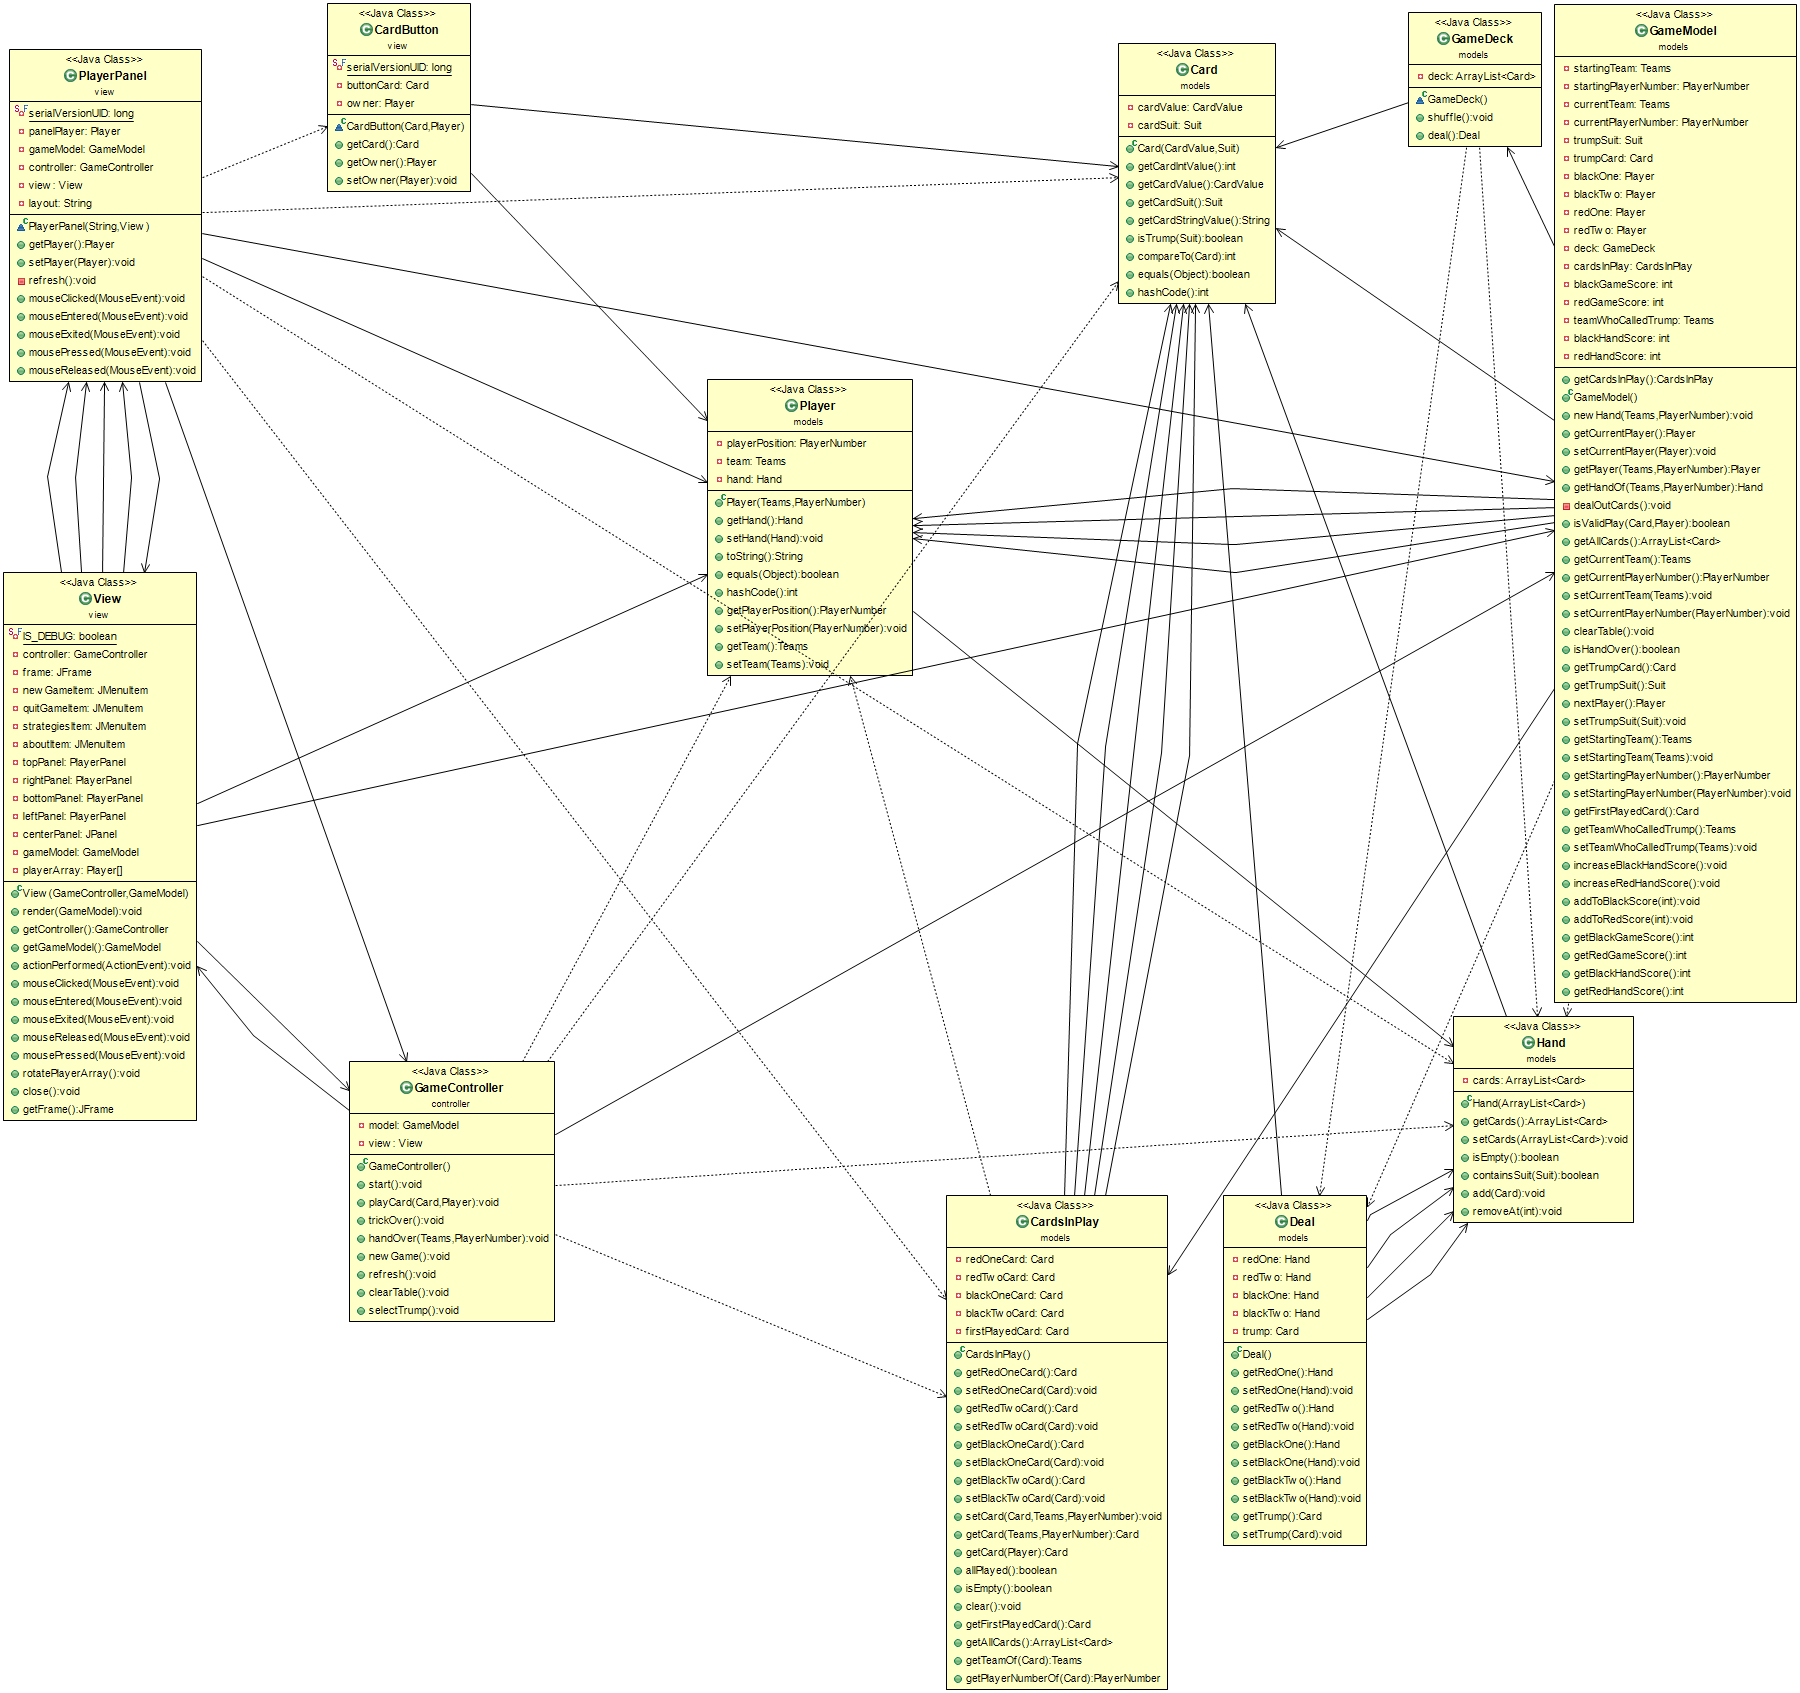 <<Java Class>>
PlayerPanel
view
serialVersionUID: long
panelPlayer: Player
gameModel: GameModel
controller: GameController
view: View
layout: String
PlayerPanel(String,View)
getPlayer():Player
setPlayer(Player):void
refresh():void
mouseClicked(MouseEvent):void
mouseEntered(MouseEvent):void
mouseExited(MouseEvent):void
mousePressed(MouseEvent):void
mouseReleased(MouseEvent):void
<<Java Class>>
CardButton
view
serialVersionUID: long
buttonCard: Card
owner: Player
CardButton(Card,Player)
getCard():Card
getOwner():Player
setOwner(Player):void
<<Java Class>>
Card
models
cardValue: CardValue
cardSuit: Suit
Card(CardValue,Suit)
getCardIntValue():int
getCardValue():CardValue
getCardSuit():Suit
getCardStringValue():String
isTrump(Suit):boolean
compareTo(Card):int
equals(Object):boolean
hashCode():int
<<Java Class>>
GameDeck
models
deck: ArrayList<Card>
GameDeck()
shuffle():void
deal():Deal
<<Java Class>>
GameModel
models
startingTeam: Teams
startingPlayerNumber: PlayerNumber
currentTeam: Teams
currentPlayerNumber: PlayerNumber
trumpSuit: Suit
trumpCard: Card
blackOne: Player
blackTwo: Player
redOne: Player
redTwo: Player
deck: GameDeck
cardsInPlay: CardsInPlay
blackGameScore: int
redGameScore: int
teamWhoCalledTrump: Teams
blackHandScore: int
redHandScore: int
getCardsInPlay():CardsInPlay
GameModel()
newHand(Teams,PlayerNumber):void
getCurrentPlayer():Player
setCurrentPlayer(Player):void
getPlayer(Teams,PlayerNumber):Player
getHandOf(Teams,PlayerNumber):Hand
dealOutCards():void
isValidPlay(Card,Player):boolean
getAllCards():ArrayList<Card>
getCurrentTeam():Teams
getCurrentPlayerNumber():PlayerNumber
setCurrentTeam(Teams):void
setCurrentPlayerNumber(PlayerNumber):void
clearTable():void
isHandOver():boolean
getTrumpCard():Card
getTrumpSuit():Suit
nextPlayer():Player
setTrumpSuit(Suit):void
getStartingTeam():Teams
setStartingTeam(Teams):void
getStartingPlayerNumber():PlayerNumber
setStartingPlayerNumber(PlayerNumber):void
getFirstPlayedCard():Card
getTeamWhoCalledTrump():Teams
setTeamWhoCalledTrump(Teams):void
increaseBlackHandScore():void
increaseRedHandScore():void
addToBlackScore(int):void
addToRedScore(int):void
getBlackGameScore():int
getRedGameScore():int
getBlackHandScore():int
getRedHandScore():int
<<Java Class>>
Player
models
playerPosition: PlayerNumber
team: Teams
hand: Hand
Player(Teams,PlayerNumber)
getHand():Hand
setHand(Hand):void
toString():String
equals(Object):boolean
hashCode():int
getPlayerPosition():PlayerNumber
setPlayerPosition(PlayerNumber):void
getTeam():Teams
setTeam(Teams):void
<<Java Class>>
View
view
IS_DEBUG: boolean
controller: GameController
frame: JFrame
newGameItem: JMenuItem
quitGameItem: JMenuItem
strategiesItem: JMenuItem
aboutItem: JMenuItem
topPanel: PlayerPanel
rightPanel: PlayerPanel
bottomPanel: PlayerPanel
leftPanel: PlayerPanel
centerPanel: JPanel
gameModel: GameModel
playerArray: Player[]
View(GameController,GameModel)
render(GameModel):void
getController():GameController
getGameModel():GameModel
actionPerformed(ActionEvent):void
mouseClicked(MouseEvent):void
mouseEntered(MouseEvent):void
mouseExited(MouseEvent):void
mouseReleased(MouseEvent):void
mousePressed(MouseEvent):void
rotatePlayerArray():void
close():void
getFrame():JFrame
<<Java Class>>
GameController
controller
model: GameModel
view: View
GameController()
start():void
playCard(Card,Player):void
trickOver():void
handOver(Teams,PlayerNumber):void
newGame():void
refresh():void
clearTable():void
selectTrump():void
<<Java Class>>
Hand
models
cards: ArrayList<Card>
Hand(ArrayList<Card>)
getCards():ArrayList<Card>
setCards(ArrayList<Card>):void
isEmpty():boolean
containsSuit(Suit):boolean
add(Card):void
removeAt(int):void
<<Java Class>>
CardsInPlay
models
redOneCard: Card
redTwoCard: Card
blackOneCard: Card
blackTwoCard: Card
firstPlayedCard: Card
CardsInPlay()
getRedOneCard():Card
setRedOneCard(Card):void
getRedTwoCard():Card
setRedTwoCard(Card):void
getBlackOneCard():Card
setBlackOneCard(Card):void
getBlackTwoCard():Card
setBlackTwoCard(Card):void
setCard(Card,Teams,PlayerNumber):void
getCard(Teams,PlayerNumber):Card
getCard(Player):Card
allPlayed():boolean
isEmpty():boolean
clear():void
getFirstPlayedCard():Card
getAllCards():ArrayList<Card>
getTeamOf(Card):Teams
getPlayerNumberOf(Card):PlayerNumber
<<Java Class>>
Deal
models
redOne: Hand
redTwo: Hand
blackOne: Hand
blackTwo: Hand
trump: Card
Deal()
getRedOne():Hand
setRedOne(Hand):void
getRedTwo():Hand
setRedTwo(Hand):void
getBlackOne():Hand
setBlackOne(Hand):void
getBlackTwo():Hand
setBlackTwo(Hand):void
getTrump():Card
setTrump(Card):void